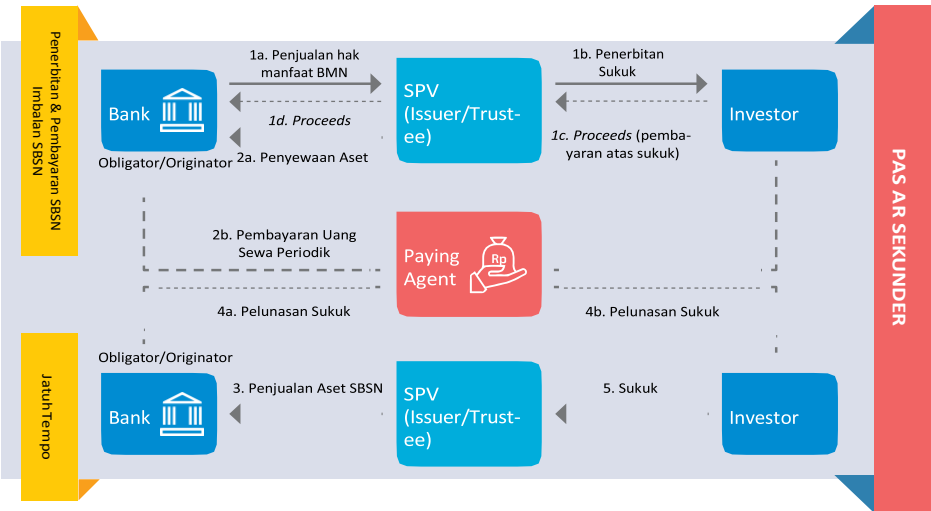 Penerbitan & Pembayaran SBSN
Imbalan SBSN
1a. Penjualan hak
manfaat BMN
1b. Penerbitan
Sukuk
Bank
SPV
(Issuer/Trust-
ee)
Investor
1d. Proceeds
1c. Proceeds (pemba-
yaran atas sukuk)
2a. Penyewaan Aset
Obligator/Originator
PAS AR SEKUNDER
2b. Pembayaran Uang
Sewa Periodik
Paying
Agent
Rp
4a. Pelunasan Sukuk
4b. Pelunasan Sukuk
Jatuh Tempo
Obligator/Originator
Bank
3. Penjualan Aset SBSN
SPV
(Issuer/Trust-
ee)
5. Sukuk
Investor